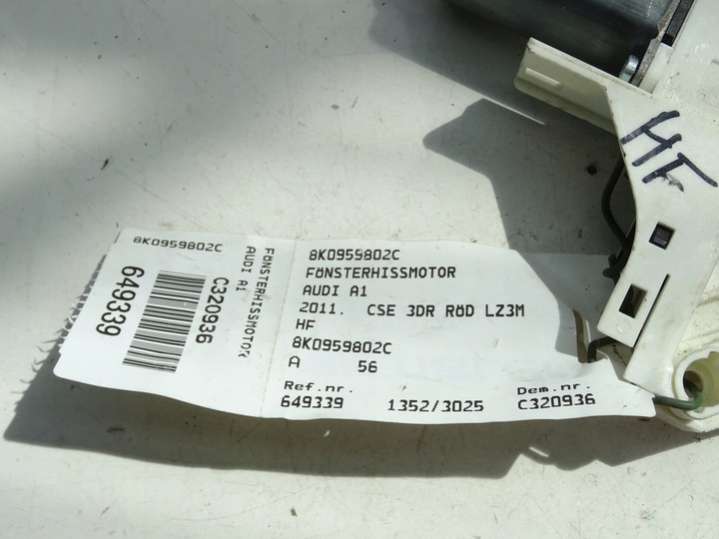 HF
8K0959802C
649339
C320936
FÖNSTERHISSMOTOR
AUDI A1
8K0959802C
FÖNSTERHISSMOTOR
AUDI A1
2011. CSE 3DR RÖD LZ3M
HF
8K0959802C
A 56
Ref.nr. Dem.nr.
649339 1352/3025 C320936